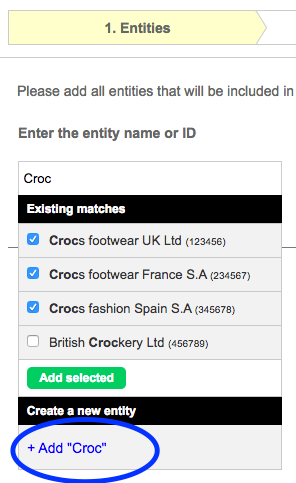 1. Entities
Please add all entities that will be included in
Enter the entity name or ID
Croc
Existing matches
Crocs footwear UK Ltd (123456)
Crocs footwear France S.A (234567)
Crocs fashion Spain S.A (345678)
British Crockery Ltd (456789)
Add selected
Create a new entity
+ Add "Croc"